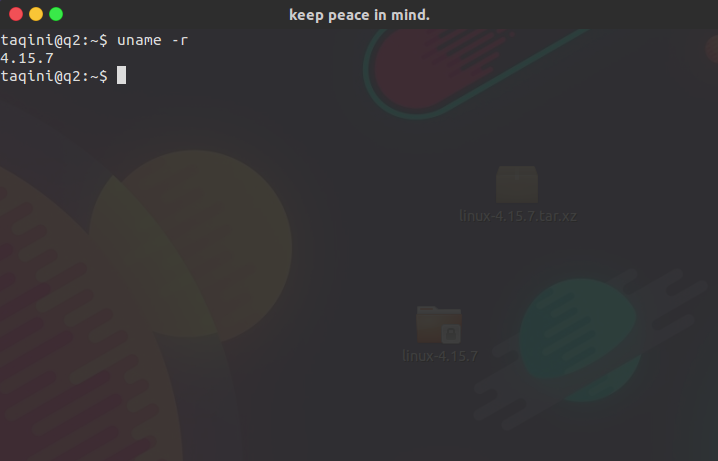 keep peace in mind.
taqini@q2:~$ uname -r
4.15.7
taqini@q2:~$
linux-4.15.7.tar.xz
linux-4.15.7